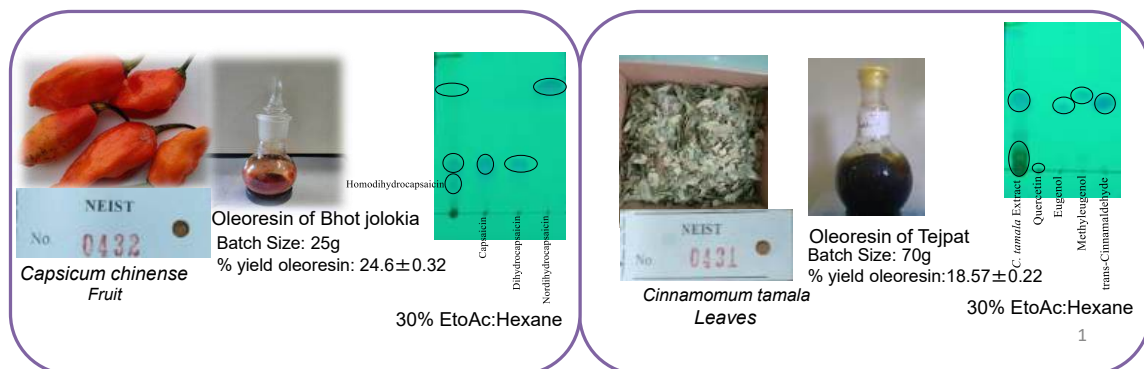 Homodihydrocapsaicin
Capsaicin
Dihydrocapsaicin
Nordihydrocapsaicin
NEIST
No. 0432
Capsicum chinense
Fruit
Oleoresin of Bhot jolokia
Batch Size: 25g
% yield oleoresin: 24.6±0.32
30% EtoAc:Hexane
NEIST
No. 0431
Cinnamomum tamala
Leaves
Oleoresin of Tejpat
Batch Size: 70g
% yield oleoresin:18.57±0.22
C. tamala Extract
Quercetin
Eugenol
Methyleugenol
trans-Cinnamaldehyde
30% EtoAc:Hexane
1